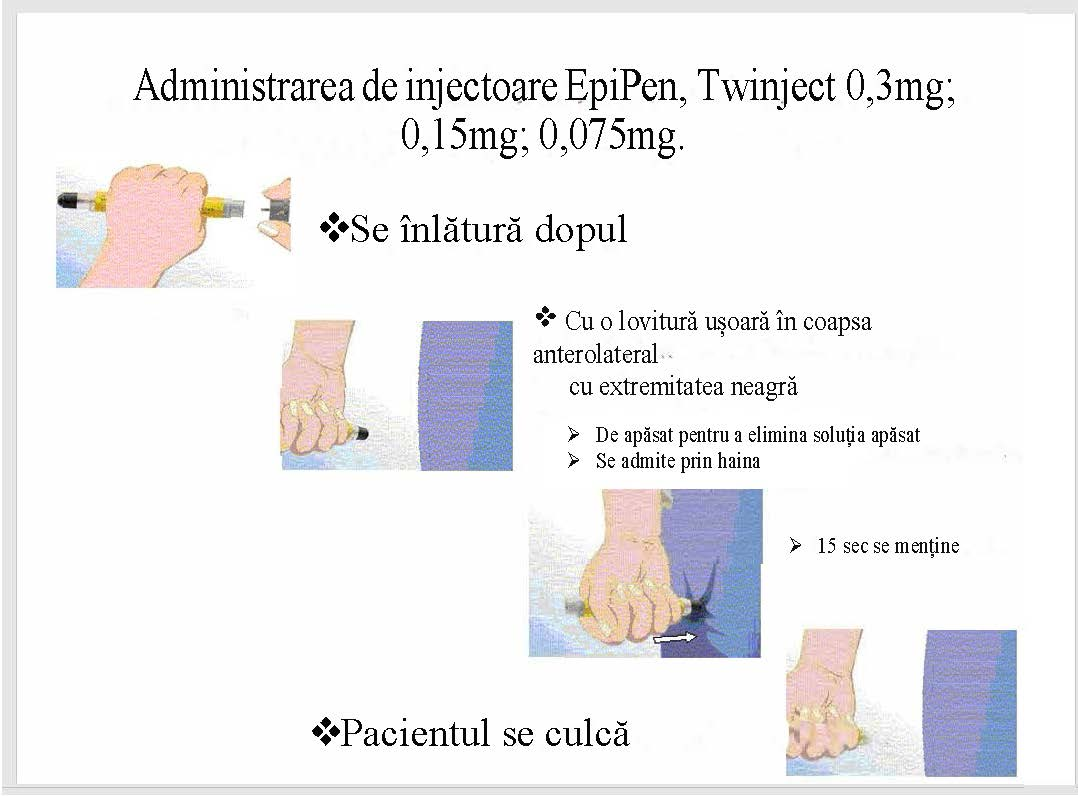 Administrarea de injectoare EpiPen, Twinject 0,3mg;
0,15mg; 0,075mg.
❖Se înlătură dopul
❖ Cu o lovitură ușoară în coapsa
anterolateral
cu extremitatea neagră
➢ De apăsat pentru a elimina soluția apăsat
➢ Se admite prin haina
➢ 15 sec se menține
❖Pacientul se culcă